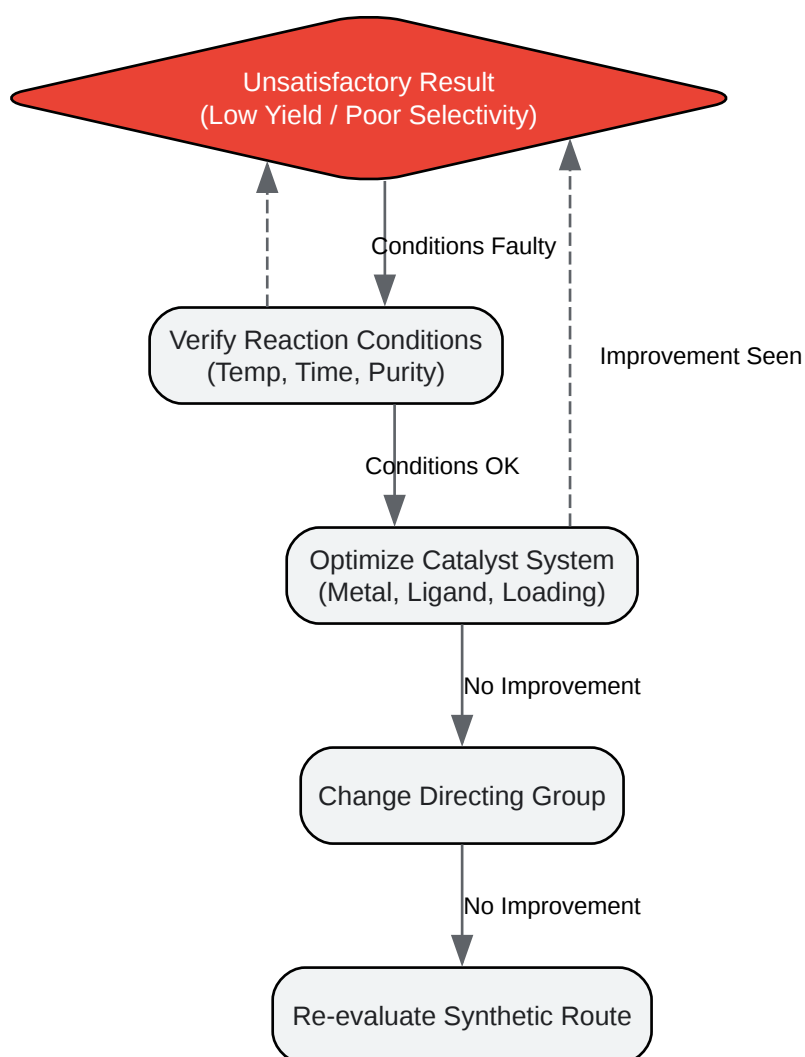 Unsatisfactory Result
(Low Yield / Poor Selectivity)
Conditions Faulty
Verify Reaction Conditions
(Temp, Time, Purity)
Improvement Seen
Conditions OK
Optimize Catalyst System
(Metal, Ligand, Loading)
No Improvement
Change Directing Group
No Improvement
Re-evaluate Synthetic Route